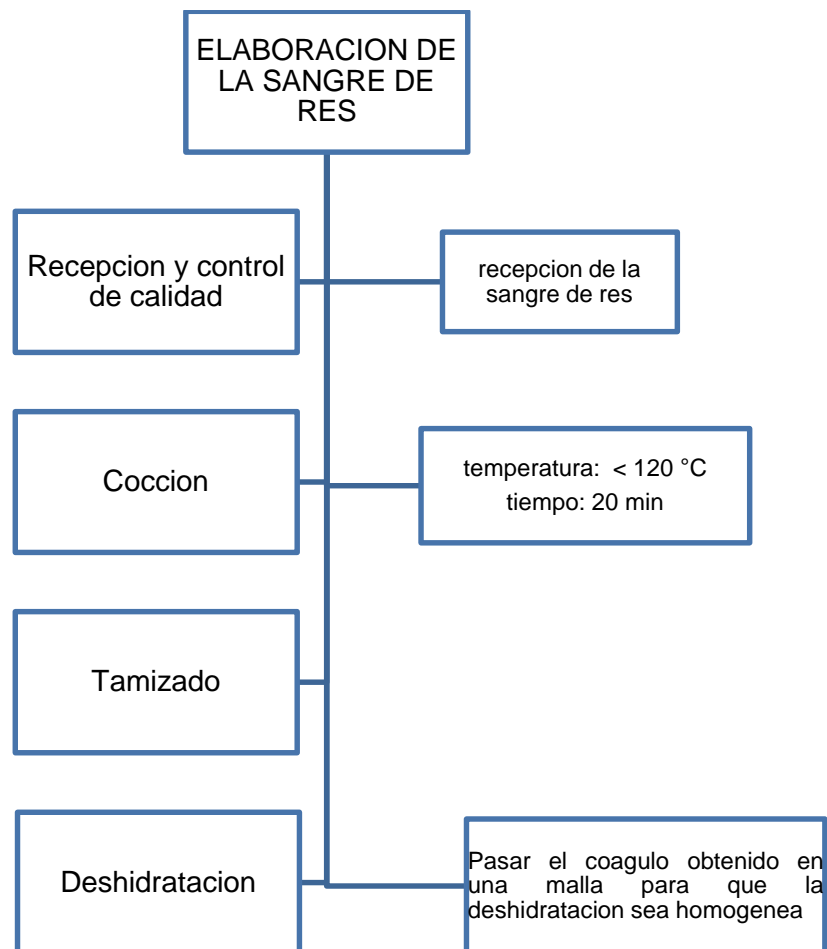 ELABORACION DE
LA SANGRE DE
RES
Recepcion y control
de calidad
recepcion de la
sangre de res
Coccion
temperatura: < 120 °C
tiempo: 20 min
Tamizado
Deshidratacion
Pasar el coagulo obtenido en
una malla para que la
deshidratacion sea homogenea